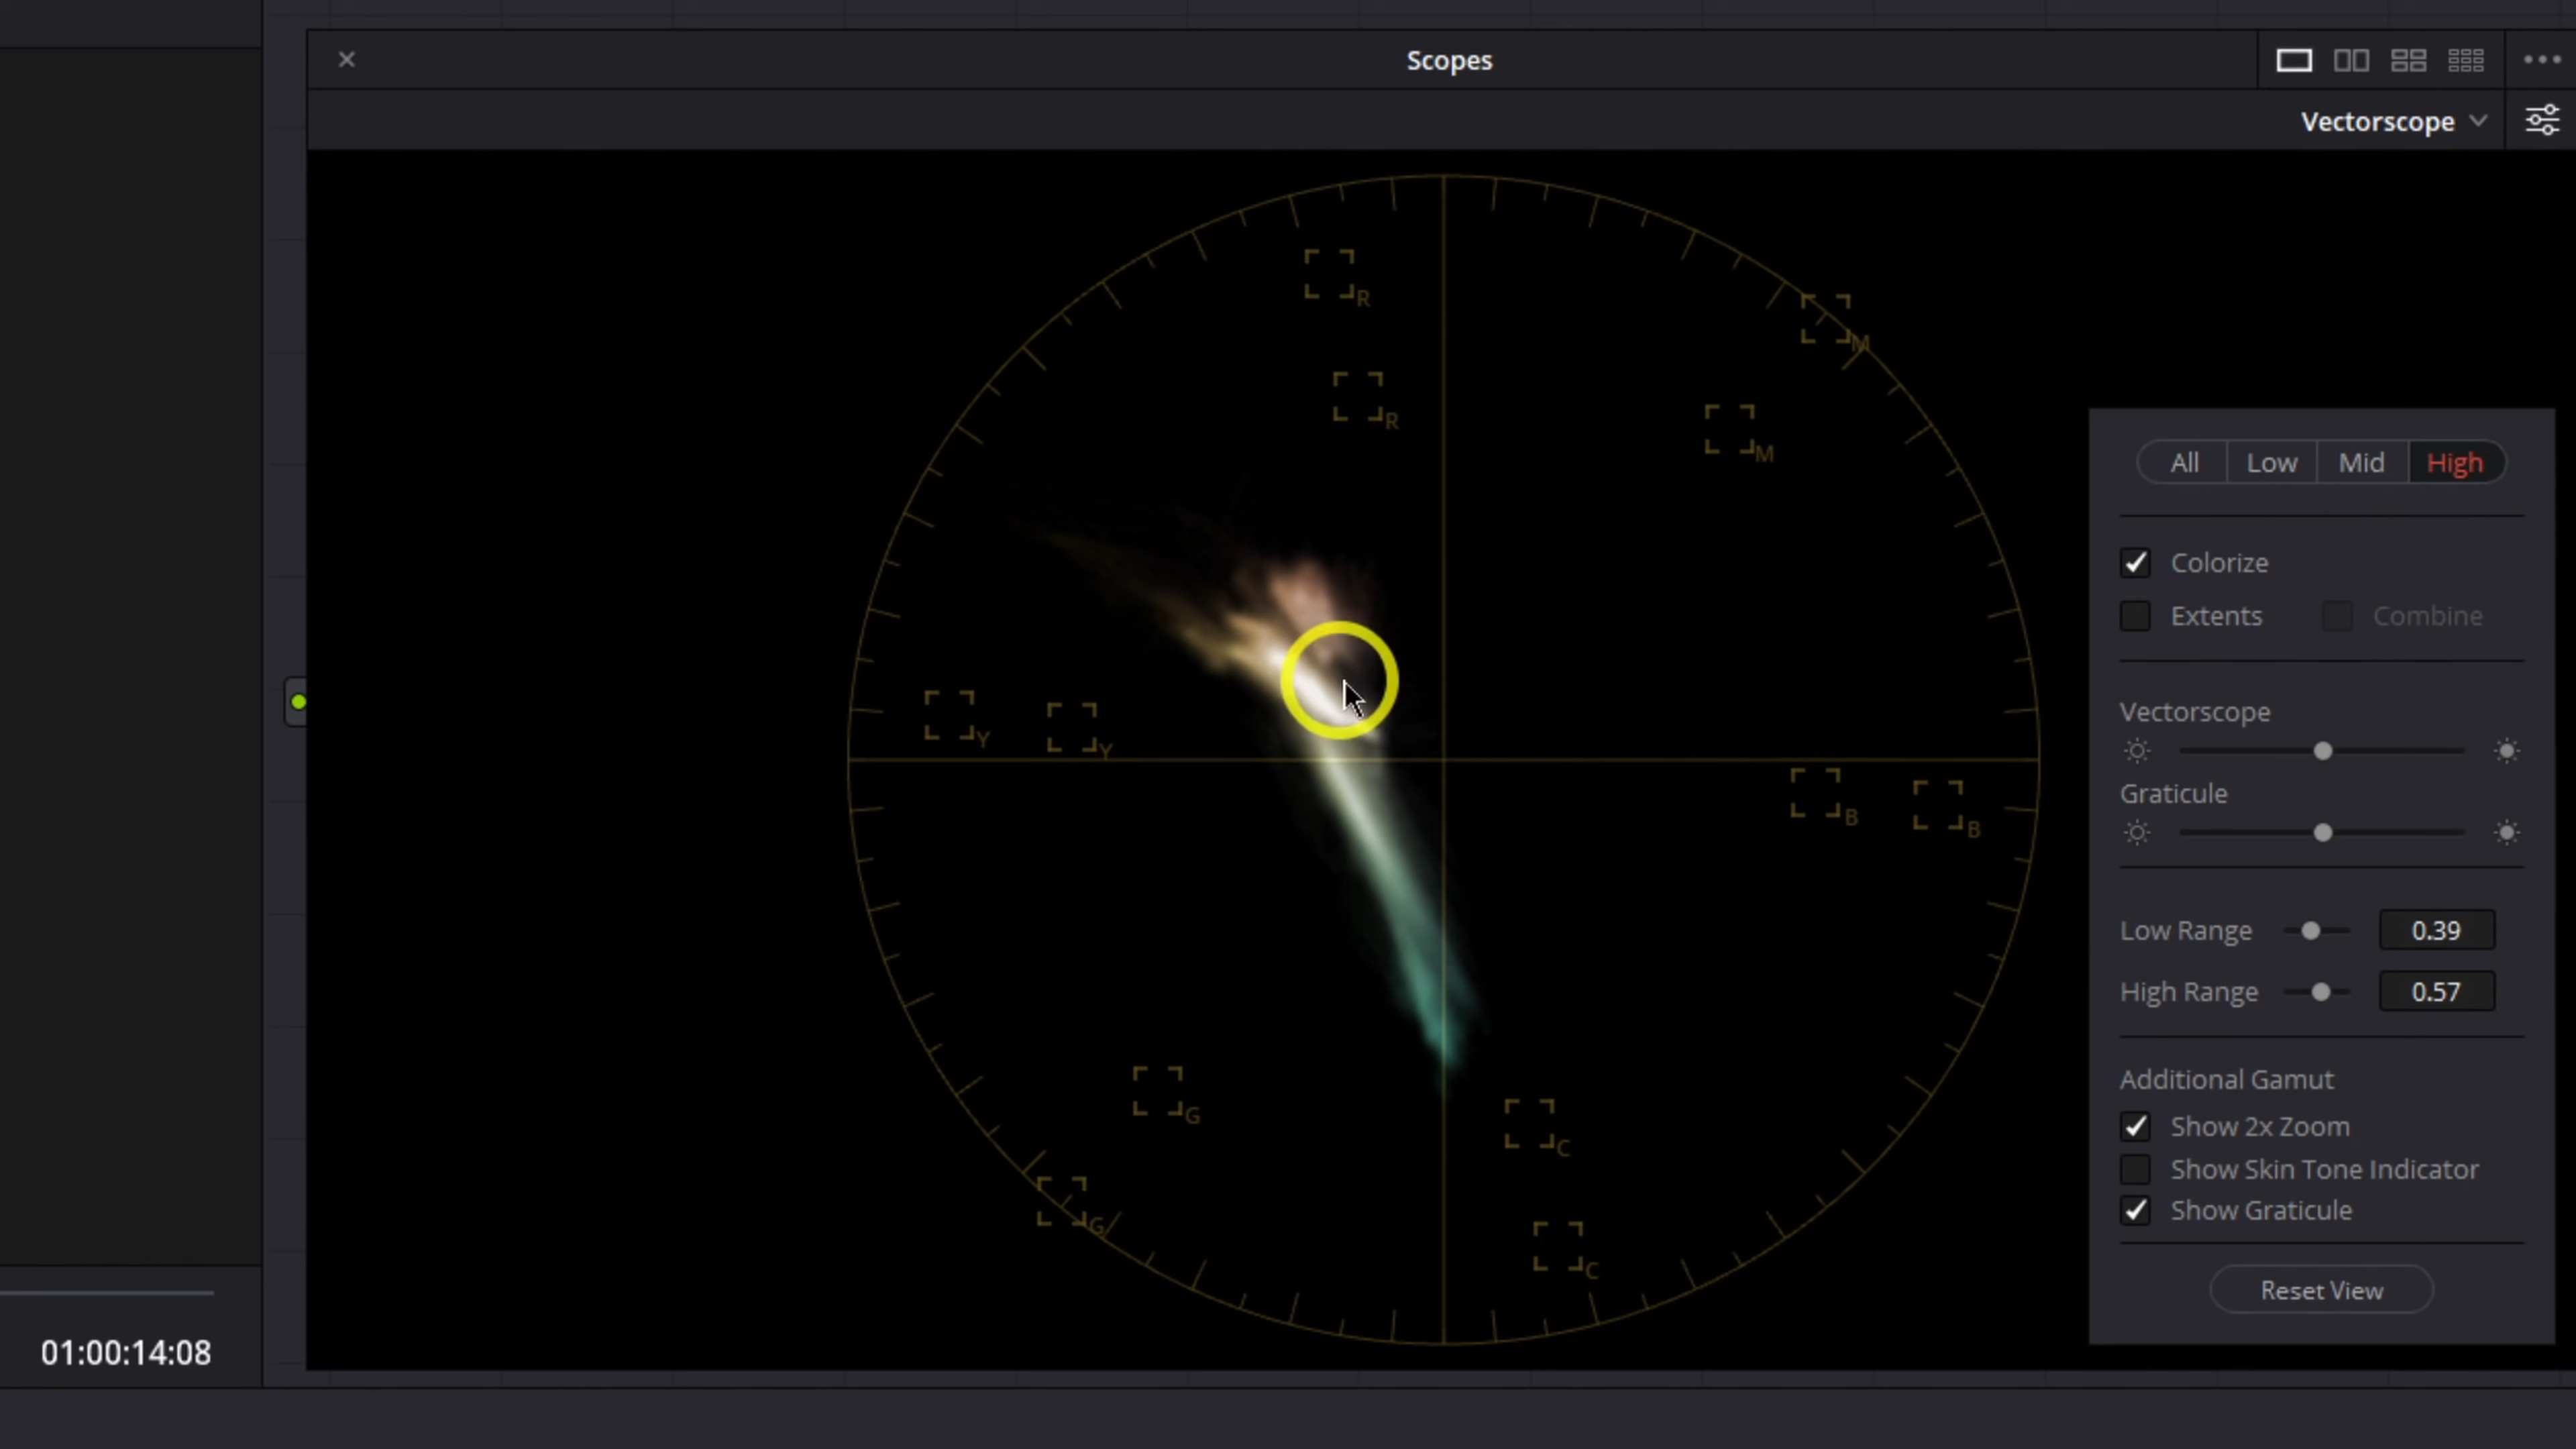 Scopes
Vectorscope
R
M
R
M
Y
Y
B
B
G
C
G
C
All Low Mid High
Colorize
Extents Combine
Vectorscope
Graticule
Low Range 0.39
High Range 0.57
Additional Gamut
Show 2x Zoom
Show Skin Tone Indicator
Show Graticule
Reset View
01:00:14:08